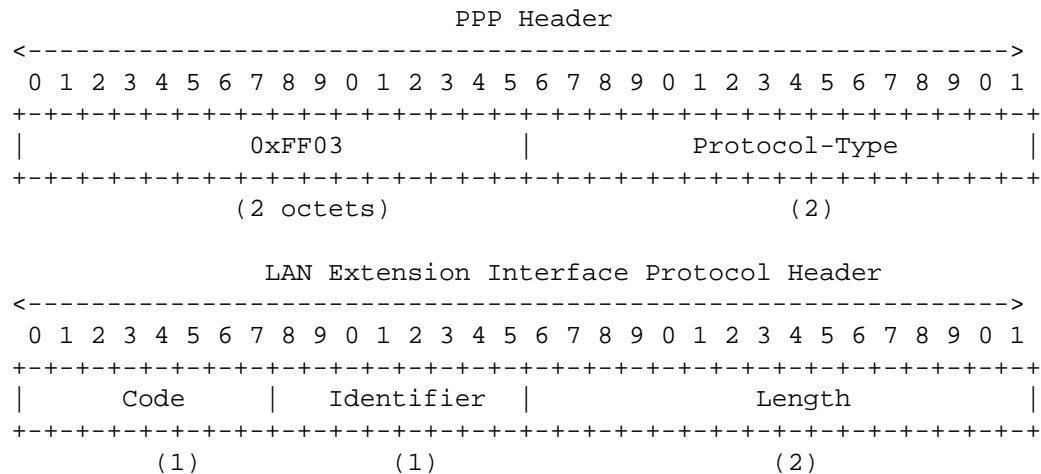 PPP Header
<-------------------------------------------------------------->
0 1 2 3 4 5 6 7 8 9 0 1 2 3 4 5 6 7 8 9 0 1 2 3 4 5 6 7 8 9 0 1
+-+-+-+-+-+-+-+-+-+-+-+-+-+-+-+-+-+-+-+-+-+-+-+-+-+-+-+-+-+-+-+-+
|              0xFF03           |          Protocol-Type        |
+-+-+-+-+-+-+-+-+-+-+-+-+-+-+-+-+-+-+-+-+-+-+-+-+-+-+-+-+-+-+-+-+
(2 octets)                         (2)
LAN Extension Interface Protocol Header
<-------------------------------------------------------------->
0 1 2 3 4 5 6 7 8 9 0 1 2 3 4 5 6 7 8 9 0 1 2 3 4 5 6 7 8 9 0 1
+-+-+-+-+-+-+-+-+-+-+-+-+-+-+-+-+-+-+-+-+-+-+-+-+-+-+-+-+-+-+-+-+
|      Code     |   Identifier  |              Length           |
+-+-+-+-+-+-+-+-+-+-+-+-+-+-+-+-+-+-+-+-+-+-+-+-+-+-+-+-+-+-+-+-+
(1)            (1)                     (2)